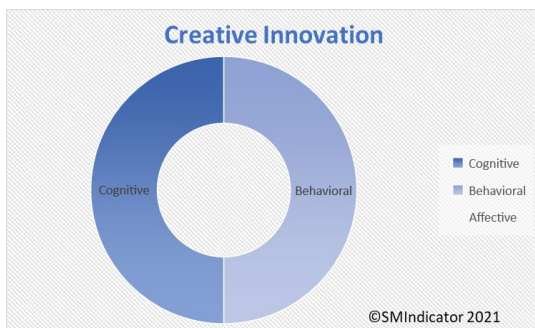 Creative Innovation
Cognitive
Behavioral
Cognitive
Behavioral
Affective
©SMIndicator 2021